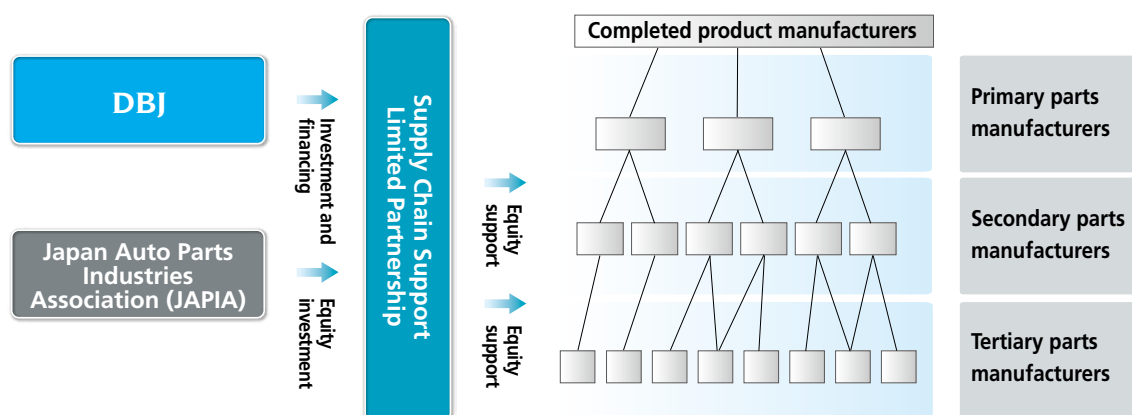 DBJ
Investment and
financing
Japan Auto Parts
Industries
Association (JAPIA)
Equity
investment
Supply Chain Support
Limited Partnership
Equity
support
Equity
support
Completed product manufacturers
Primary parts
manufacturers
Secondary parts
manufacturers
Tertiary parts
manufacturers